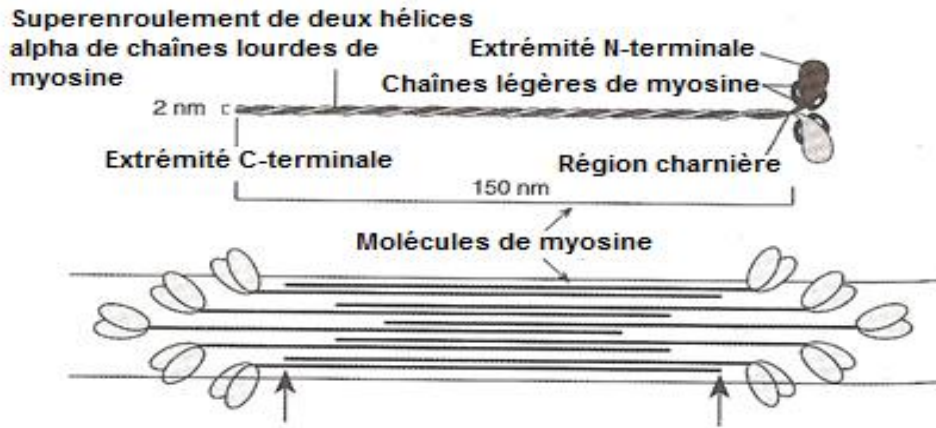 Superenroulement de deux hélices
alpha de chaînes lourdes de
myosine
Extrémité N-terminale
Chaînes légères de myosine
2 nm
Extrémité C-terminale
Région charnière
150 nm
Molécules de myosine